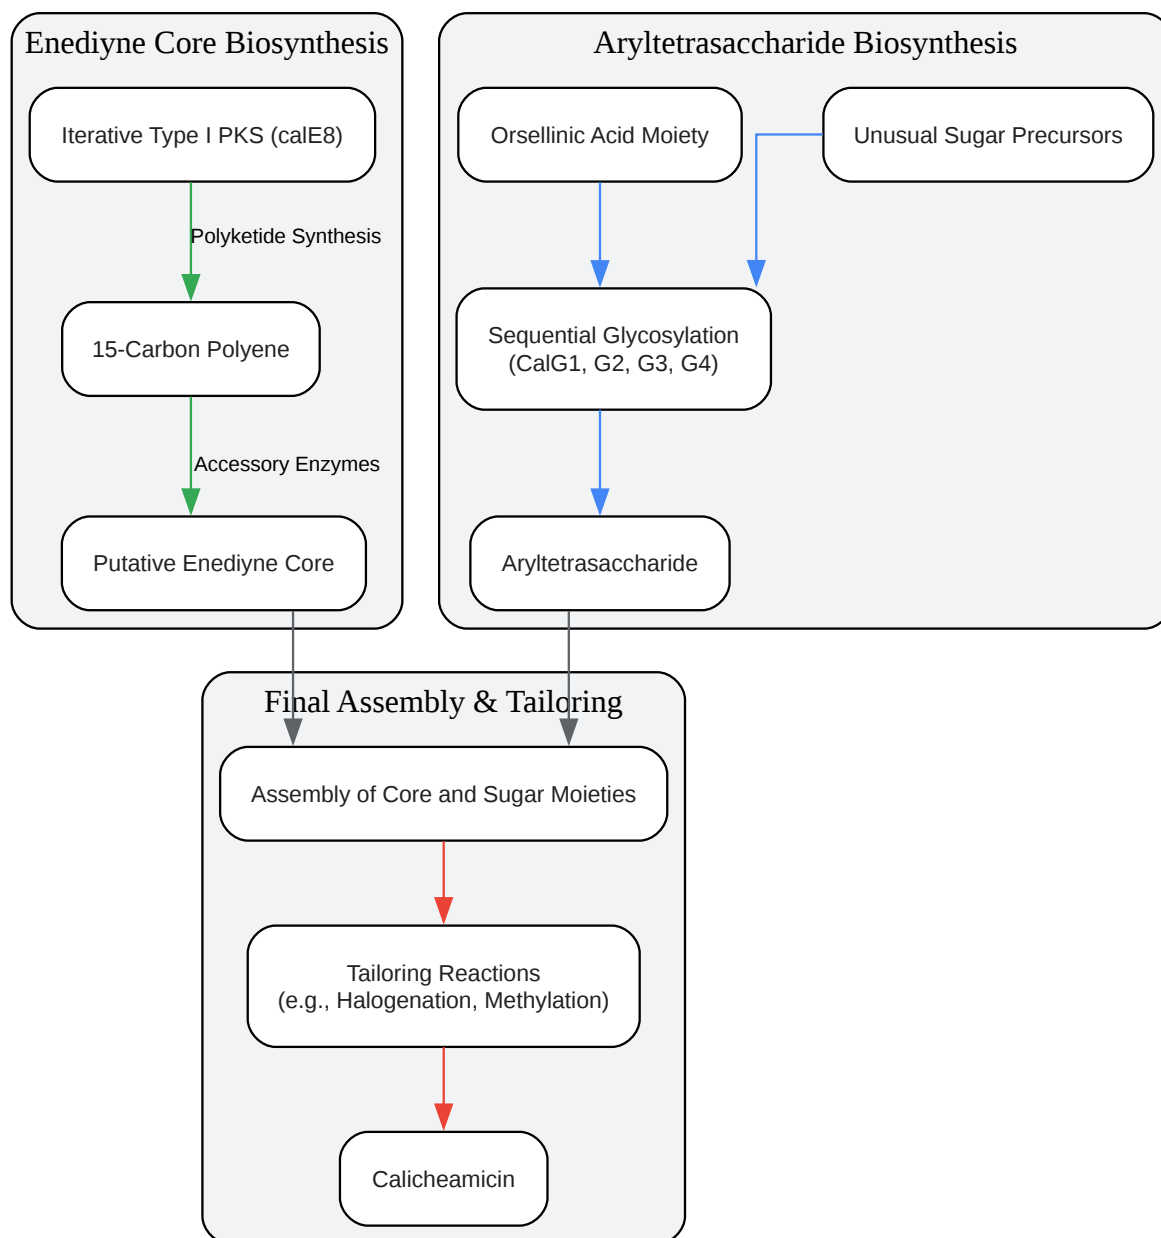 Enediyne Core Biosynthesis
Iterative Type I PKS (calE8)
Polyketide Synthesis
15-Carbon Polyene
Accessory Enzymes
Putative Enediyne Core
Aryltetrasaccharide Biosynthesis
Orsellinic Acid Moiety
Unusual Sugar Precursors
Sequential Glycosylation
(CalG1, G2, G3, G4)
Aryltetrasaccharide
Final Assembly & Tailoring
Assembly of Core and Sugar Moieties
Tailoring Reactions
(e.g., Halogenation, Methylation)
Calicheamicin